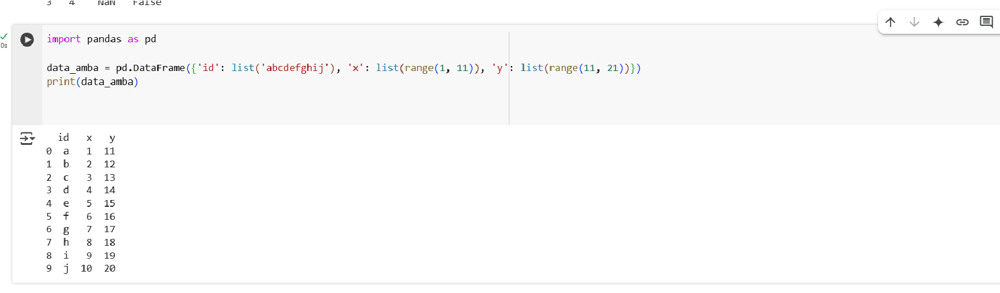 3   4    NaN   False
0s
import pandas as pd
data_amba = pd.DataFrame({'id': list('abcdefghij'), 'x': list(range(1, 11)), 'y': list(range(11, 21))})
print(data_amba)
  id   x   y
0  a   1  11
1  b   2  12
2  c   3  13
3  d   4  14
4  e   5  15
5  f   6  16
6  g   7  17
7  h   8  18
8  i   9  19
9  j  10  20